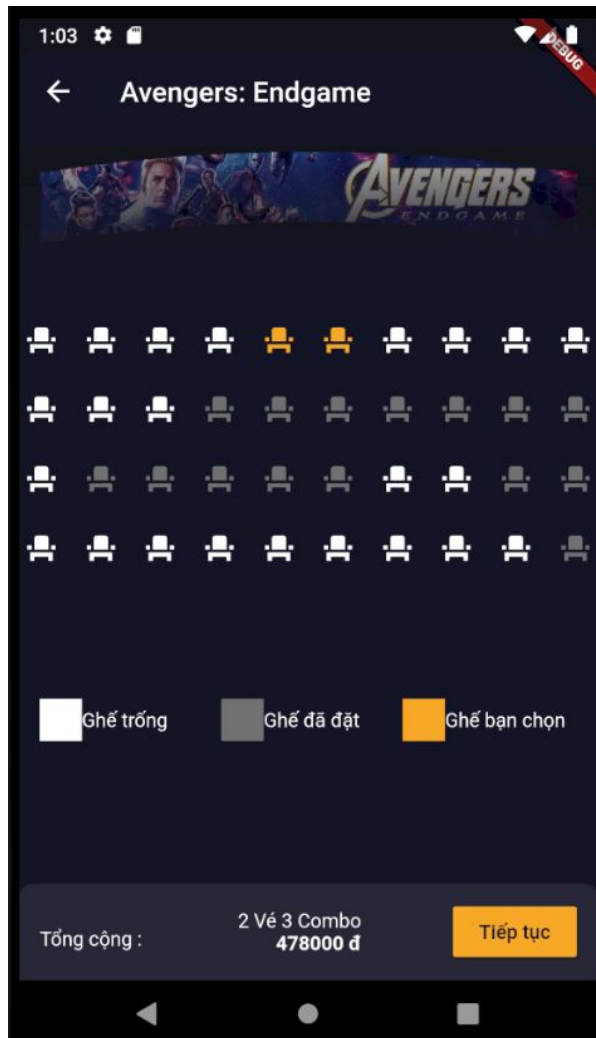 1:03
DEBUG
Avengers: Endgame
AVENGERS
ENDGAME
Ghế trống
Ghế đã đặt
Ghế bạn chọn
Tổng cộng :
2 Vé 3 Combo
478000 đ
Tiếp tục